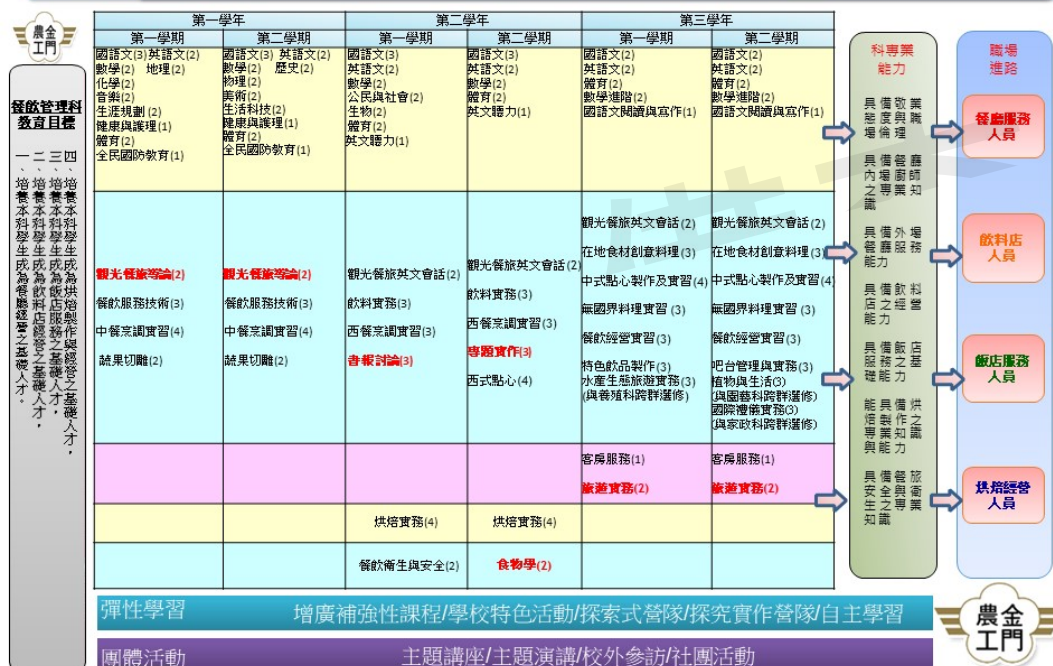 農金
工門
餐飲管理科
教育目標
一、培養本科學生成為餐廳經營之基礎人才。
二、培養本科學生成為飲料店經營之基礎人才，
三、培養本科學生成為飯店服務之基礎人才，
四、培養本科學生成為烘焙製作與經營之基礎人才，
第一學年 第二學年 第三學年
第一學期 第二學期 第一學期 第二學期 第一學期 第二學期
國語文(3)英語文(2)
數學(2) 地理(2)
化學(2)
音樂(2)
生涯規劃(2)
健康與護理(1)
體育(2)
全民國防教育(1)
國語文(3) 英語文(2)
數學(2) 歷史(2)
物理(2)
美術(2)
生活科技(2)
健康與護理(1)
體育(2)
全民國防教育(1)
國語文(3)
英語文(2)
數學(2)
公民與社會(2)
生物(2)
體育(2)
英文聽力(1)
國語文(3)
英語文(2)
數學(2)
體育(2)
英文聽力(1)
國語文(2)
英語文(2)
體育(2)
數學進階(2)
國語文閱讀與寫作(1)
國語文(2)
英語文(2)
體育(2)
數學進階(2)
國語文閱讀與寫作(1)
觀光餐旅導論(2)
餐飲服務技術(3)
中餐烹調實習(4)
蔬果切雕(2)
觀光餐旅導論(2)
餐飲服務技術(3)
中餐烹調實習(4)
蔬果切雕(2)
觀光餐旅英文會話(2)
飲料實務(3)
西餐烹調實習(3)
書報討論(3)
觀光餐旅英文會話(2)
飲料實務(3)
西餐烹調實習(3)
專題實作(3)
西式點心(4)
觀光餐旅英文會話(2)
在地食材創意料理(3)
中式點心製作及實習(4)
無國界料理實習 (3)
餐飲經營實習(3)
特色飲品製作(3)
水產生態旅遊實務(3)
(與養殖科跨群選修)
觀光餐旅英文會話(2)
在地食材創意料理(3)
中式點心製作及實習(4
無國界料理實習 (3)
餐飲經營實習(3)
吧台管理與實務(3)
植物與生活(3)
(與園藝科跨群選修)
國際禮儀實務(3)
(與家政科跨群選修)
客房服務(1)
旅遊實務(2)
客房服務(1)
旅遊實務(2)
烘焙實務(4)
烘焙實務(4)
餐飲衛生與安全(2)
食物學(2)
科專業
能力
具備敬業
態度與職
場倫理
具備餐廳
內場廚師
之專業知
識
具備外場
餐廳服務
能力
具備飲料
店之經營
能力
具備飯店
服務之基
礎能力
能具備烘
焙製作之
專業知識
與能力
具備餐旅
安全與衛
生之專業
知識
職場
進路
餐廳服務
人員
飲料店
人員
飯店服務
人員
烘焙經營
人員
彈性學習 增廣補強性課程/學校特色活動/探索式營隊/探究實作營隊/自主學習
團體活動 主題講座/主題演講/校外參訪/社團活動
農金
工門